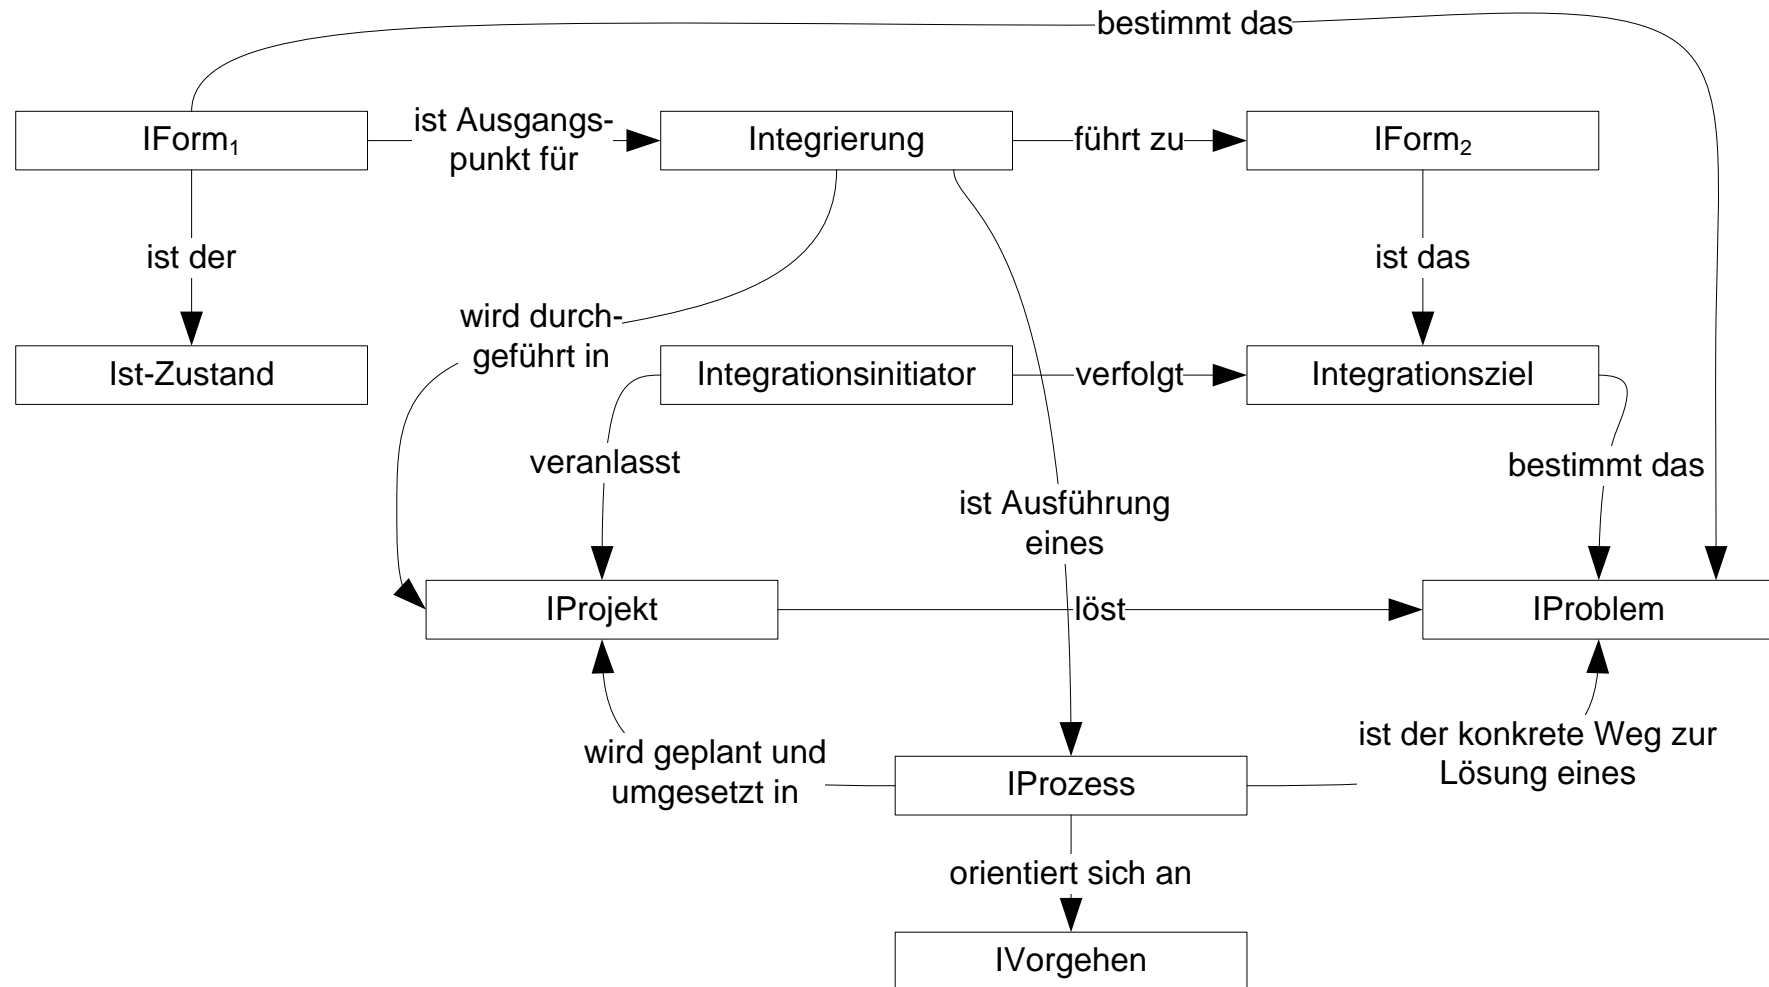 bestimmt das
IForm₁
ist Ausgangs-
punkt für
Integrierung
führt zu
IForm₂
ist der
ist das
wird durch-
geführt in
Ist-Zustand
Integrationsinitiator
verfolgt
Integrationsziel
veranlasst
bestimmt das
ist Ausführung
eines
IProjekt
löst
IProblem
wird geplant und
umgesetzt in
IProzess
ist der konkrete Weg zur
Lösung eines
orientiert sich an
IVorgehen